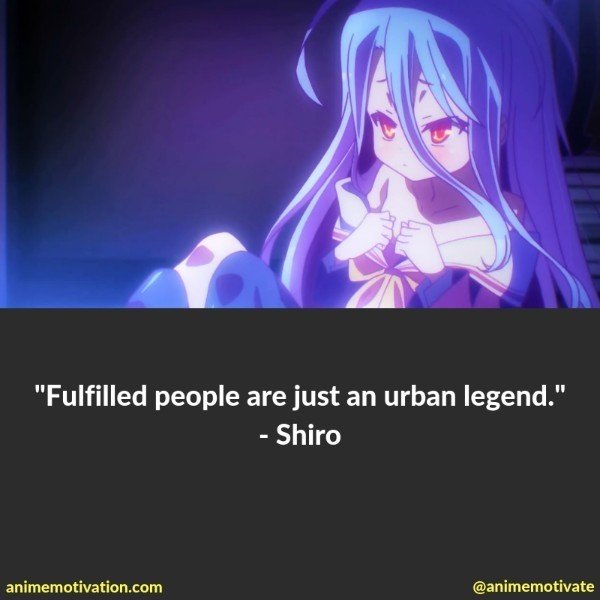 "Fulfilled people are just an urban legend."
- Shiro
animemotivation.com
@animemotivate